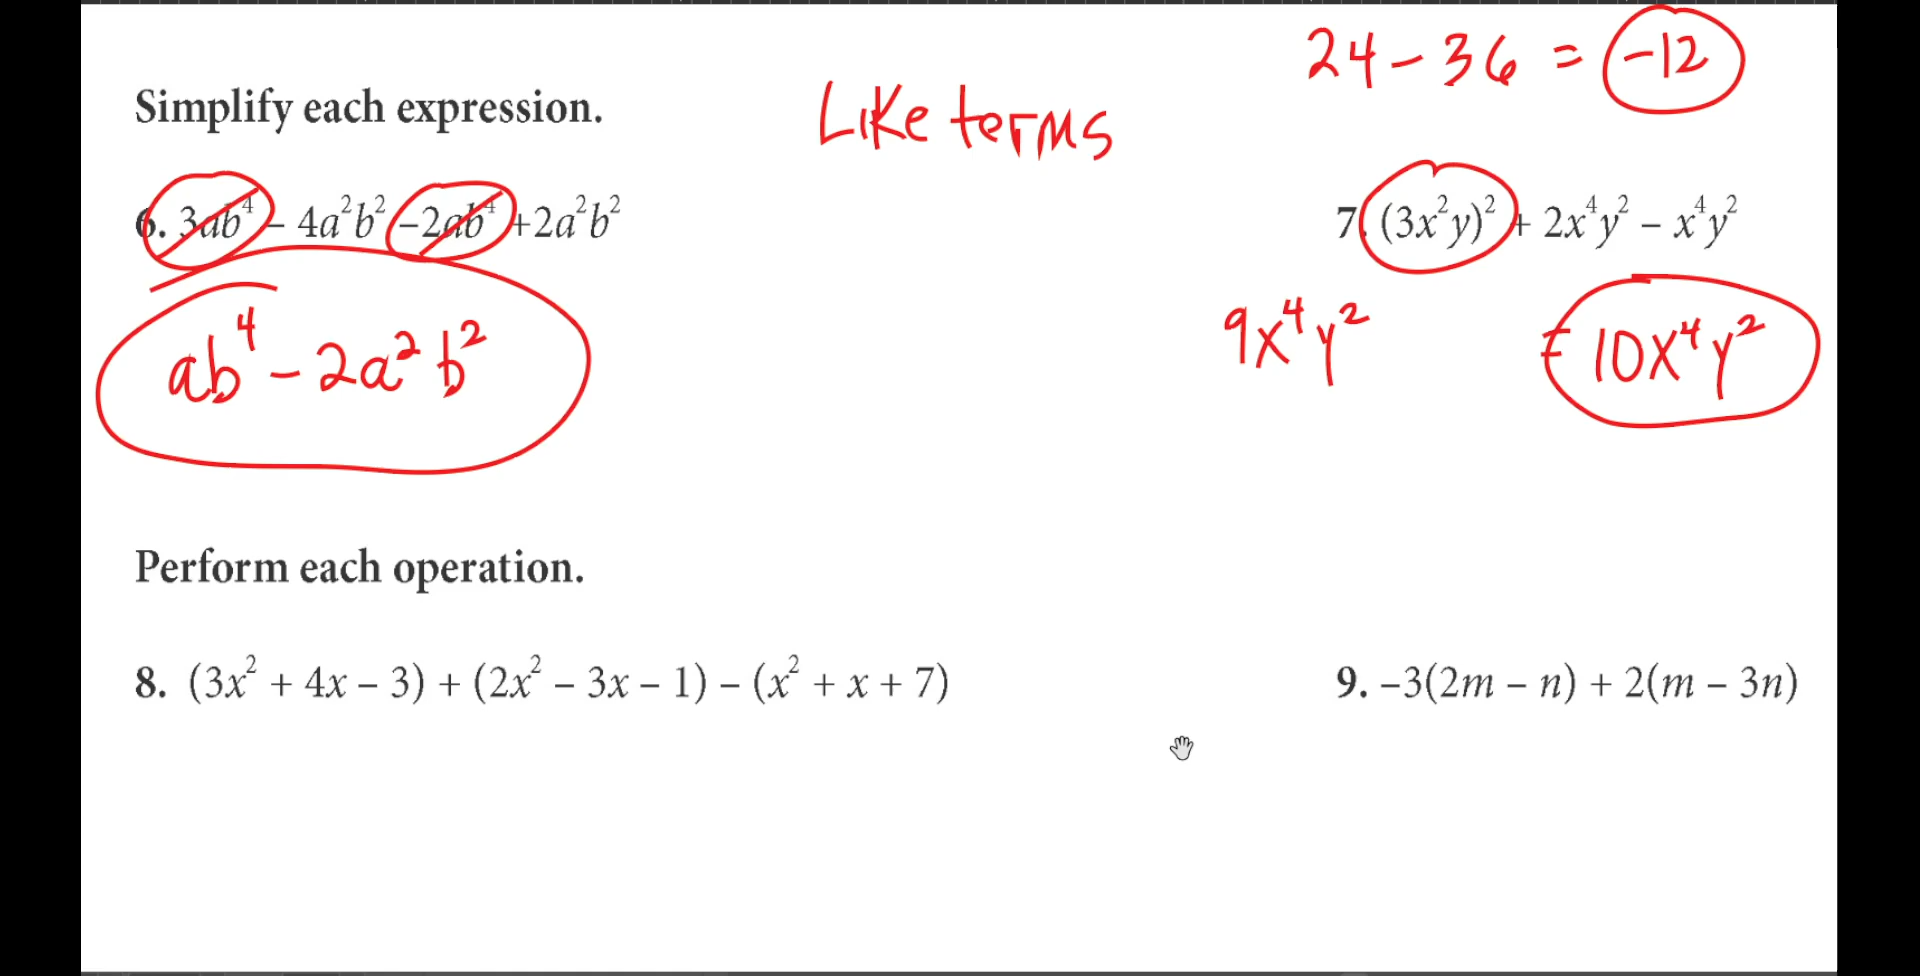 24 - 36 = -12
Simplify each expression.
Like terms
6. 3ab⁴ – 4a²b² –2ab⁴ +2a²b²
7. (3x²y)² + 2x⁴y² – x⁴y²
ab⁴ - 2a²b²
9x⁴y²
= 10x⁴y²
Perform each operation.
8. (3x² + 4x – 3) + (2x² – 3x – 1) – (x² + x + 7)
9. –3(2m – n) + 2(m – 3n)